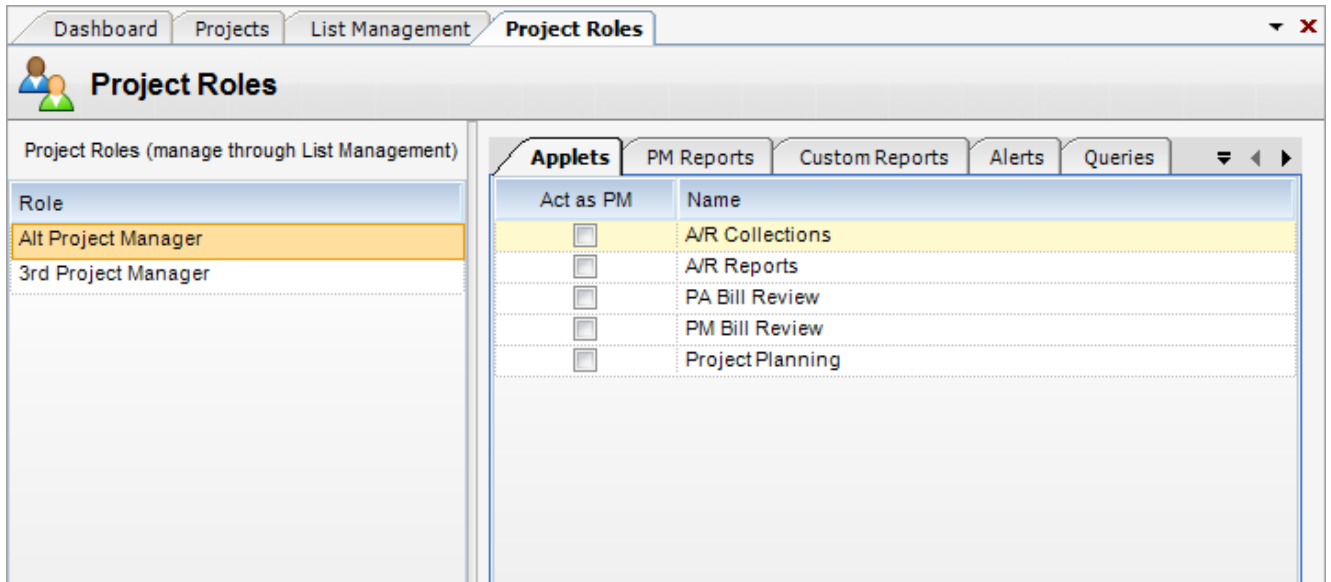 Dashboard Projects List Management Project Roles
Project Roles
Project Roles (manage through List Management)
Applets PM Reports Custom Reports Alerts Queries
Role
Act as PM Name
Alt Project Manager
A/R Collections
3rd Project Manager
A/R Reports
PA Bill Review
PM Bill Review
Project Planning